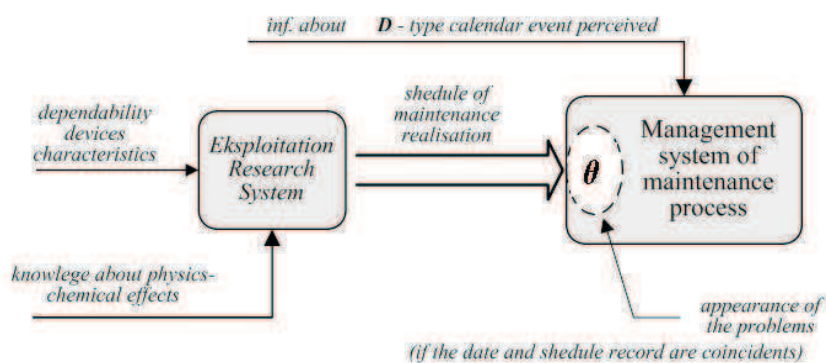 inf. about D - type calendar event perceived
dependability
devices
characteristics
Eksploitation
Research
System
shedule of
maintenance
realisation
θ
Management
system of
maintenance
process
knowlege about physics-
chemical effects
appearance of
the problems
(if the date and shedule record are coincidents)